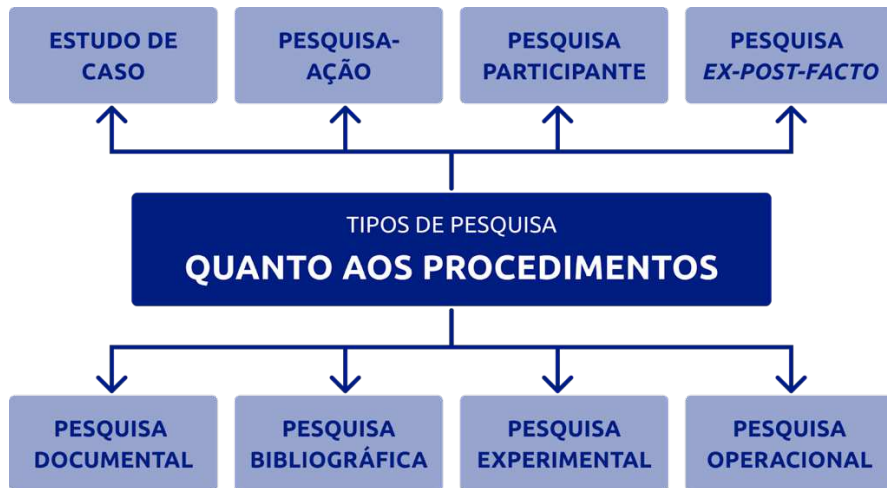 ESTUDO DE
CASO
PESQUISA-
AÇÃO
PESQUISA
PARTICIPANTE
PESQUISA
EX-POST-FACTO
TIPOS DE PESQUISA
QUANTO AOS PROCEDIMENTOS
PESQUISA
DOCUMENTAL
PESQUISA
BIBLIOGRÁFICA
PESQUISA
EXPERIMENTAL
PESQUISA
OPERACIONAL